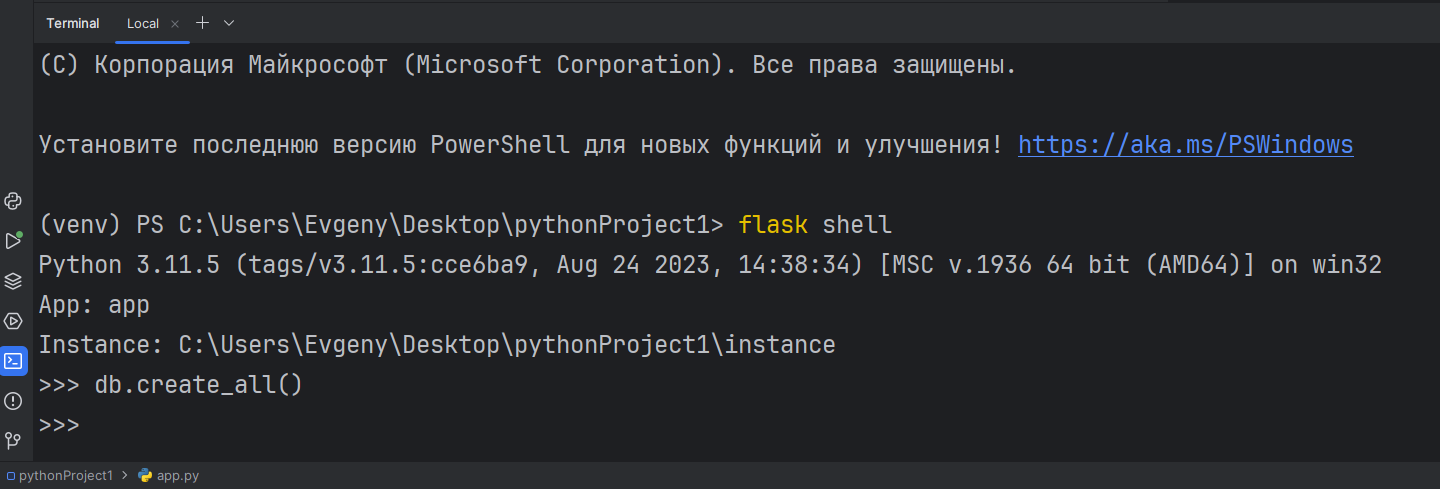 Terminal Local
(C) Корпорация Майкрософт (Microsoft Corporation). Все права защищены.
Установите последнюю версию PowerShell для новых функций и улучшения! https://aka.ms/PSWindows
(venv) PS C:\Users\Evgeny\Desktop\pythonProject1> flask shell
Python 3.11.5 (tags/v3.11.5:cce6ba9, Aug 24 2023, 14:38:34) [MSC v.1936 64 bit (AMD64)] on win32
App: app
Instance: C:\Users\Evgeny\Desktop\pythonProject1\instance
>>> db.create_all()
>>>
pythonProject1 > app.py